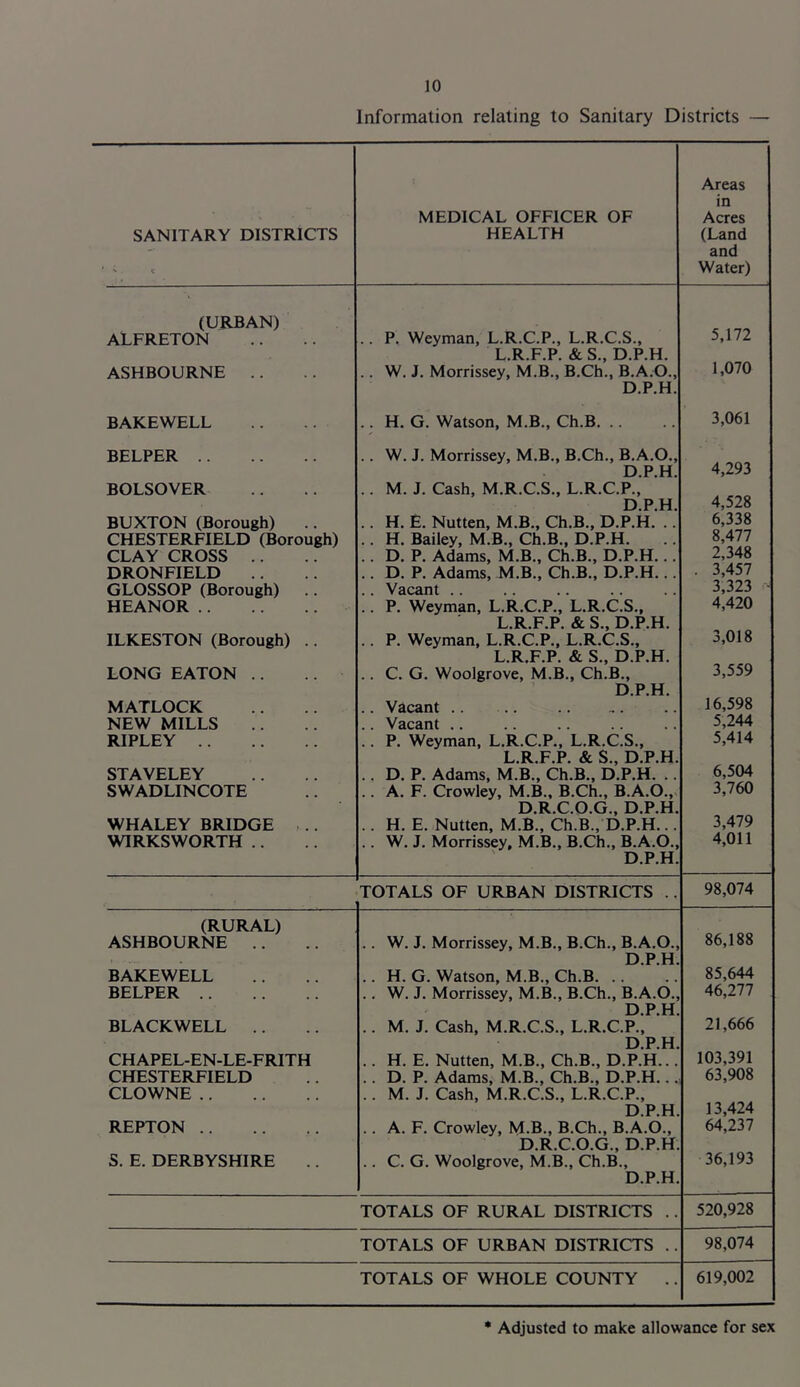 10
Information relating to Sanitary Districts —
SANITARY DISTRICTS
MEDICAL OFFICER OF
HEALTH
Areas
in
Acres
(Land
and
Water)
(URBAN)
ALFRETON .. .. .. P. Weyman, L.R.C.P., L.R.C.S., 5,172
L.R.F.P. & S., D.P.H.
ASHBOURNE .. .. .. W. J. Morrissey, M.B., B.Ch., B.A.O., 1,070
D.P.H.
BAKEWELL .. .. .. H. G. Watson, M.B., Ch.B. .. .. 3,061
BELPER .. .. .. .. W. J. Morrissey, M.B., B.Ch., B.A.O.,
D.P.H. 4,293
BOLSOVER .. .. .. M. J. Cash, M.R.C.S., L.R.C.P.,
D.P.H. 4,528
BUXTON (Borough) .. .. H. E. Nutten, M.B., Ch.B., D.P.H. .. 6,338
CHESTERFIELD (Borough) .. H. Bailey, M.B., Ch.B., D.P.H. .. 8,477
CLAY CROSS .. .. .. D. P. Adams, M.B., Ch.B., D.P.H. .. 2,348
DRONFIELD .. .. .. D. P. Adams, M.B., Ch.B., D.P.H. .. 3,457
GLOSSOP (Borough) .. .. Vacant .. .. .. .. .. 3,323
HEANOR .. .. .. .. P. Weyman, L.R.C.P., L.R.C.S., 4,420
L.R.F.P. & S., D.P.H.
ILKESTON (Borough) .. .. P. Weyman, L.R.C.P., L.R.C.S., 3,018
L.R.F.P. & S., D.P.H.
LONG EATON .. .. .. C. G. Woolgrove, M.B., Ch.B., 3,559
D.P.H.
MATLOCK .. .. .. Vacant .. .. .. .. .. 16,598
NEW MILLS .. .. .. Vacant .. .. .. .. .. 5,244
RIPLEY .. .. .. .. P. Weyman, L.R.C.P., L.R.C.S., 5,414
L.R.F.P. & S., D.P.H.
STAVELEY .. .. .. D. P. Adams, M.B., Ch.B., D.P.H. .. 6,504
SWADLINCOTE .. .. A. F. Crowley, M.B., B.Ch., B.A.O., 3,760
D.R.C.O.G., D.P.H.
WHALEY BRIDGE .. .. H. E. Nutten, M.B., Ch.B., D.P.H. .. 3,479
WIRKSWORTH .. .. .. W. J. Morrissey, M.B., B.Ch., B.A.O., 4,011
D.P.H.
TOTALS OF URBAN DISTRICTS .. 98,074
(RURAL)
ASHBOURNE .. .. .. W. J. Morrissey, M.B., B.Ch., B.A.O., 86,188
D.P.H.
BAKEWELL .. .. .. H. G. Watson, M.B., Ch.B. .. .. 85,644
BELPER .. .. .. .. W. J. Morrissey, M.B., B.Ch., B.A.O., 46,277
D.P.H.
BLACKWELL .. .. .. M. J. Cash, M.R.C.S., L.R.C.P., 21,666
D.P.H.
CHAPEL-EN-LE-FRITH .. H. E. Nutten, M.B., Ch.B., D.P.H. .. 103,391
CHESTERFIELD .. .. D. P. Adams, M.B., Ch.B., D.P.H. .. 63,908
CLOWNE .. .. .. .. M. J. Cash, M.R.C.S., L.R.C.P.,
D.P.H. 13,424
REPTON .. .. .. .. A. F. Crowley, M.B., B.Ch., B.A.O., 64,237
D.R.C.O.G., D.P.H.
S. E. DERBYSHIRE .. .. C. G. Woolgrove, M.B., Ch.B., 36,193
D.P.H.
TOTALS OF RURAL DISTRICTS .. 520,928
TOTALS OF URBAN DISTRICTS .. 98,074
TOTALS OF WHOLE COUNTY .. 619,002
* Adjusted to make allowance for sex